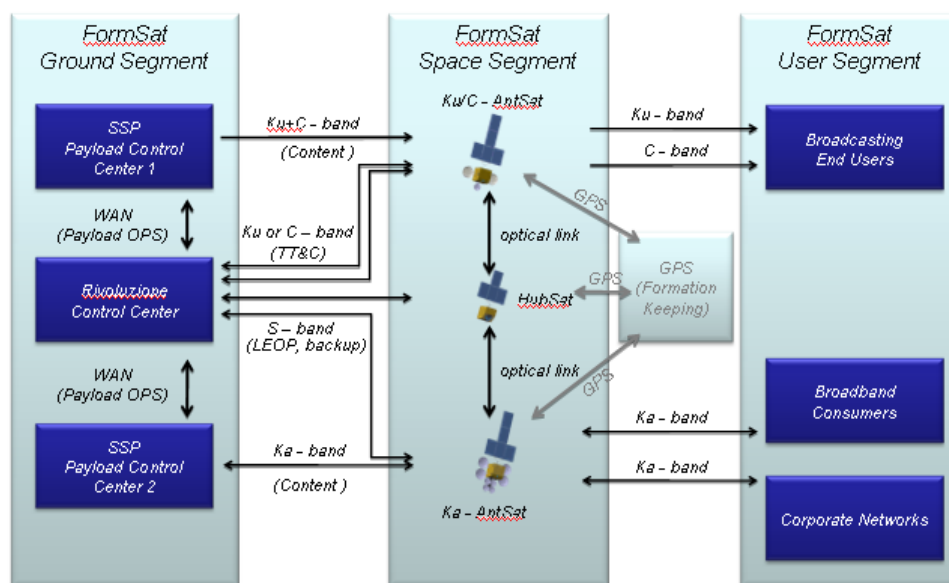 FormSat
Ground Segment
FormSat
Space Segment
FormSat
User Segment
SSP
Payload Control
Center 1
WAN
(Payload OPS)
Rivoluzione
Control Center
WAN
(Payload OPS)
SSP
Payload Control
Center 2
Ku+C – band
(Content )
Ku or C – band
(TT&C)
S – band
(LEOP, backup)
Ka – band
(Content )
Ku/C – AntSat
optical link
HubSat
optical link
Ka – AntSat
GPS
GPS
GPS
GPS
(Formation
Keeping)
Ku – band
C – band
Ka – band
Ka – band
Broadcasting
End Users
Broadband
Consumers
Corporate Networks